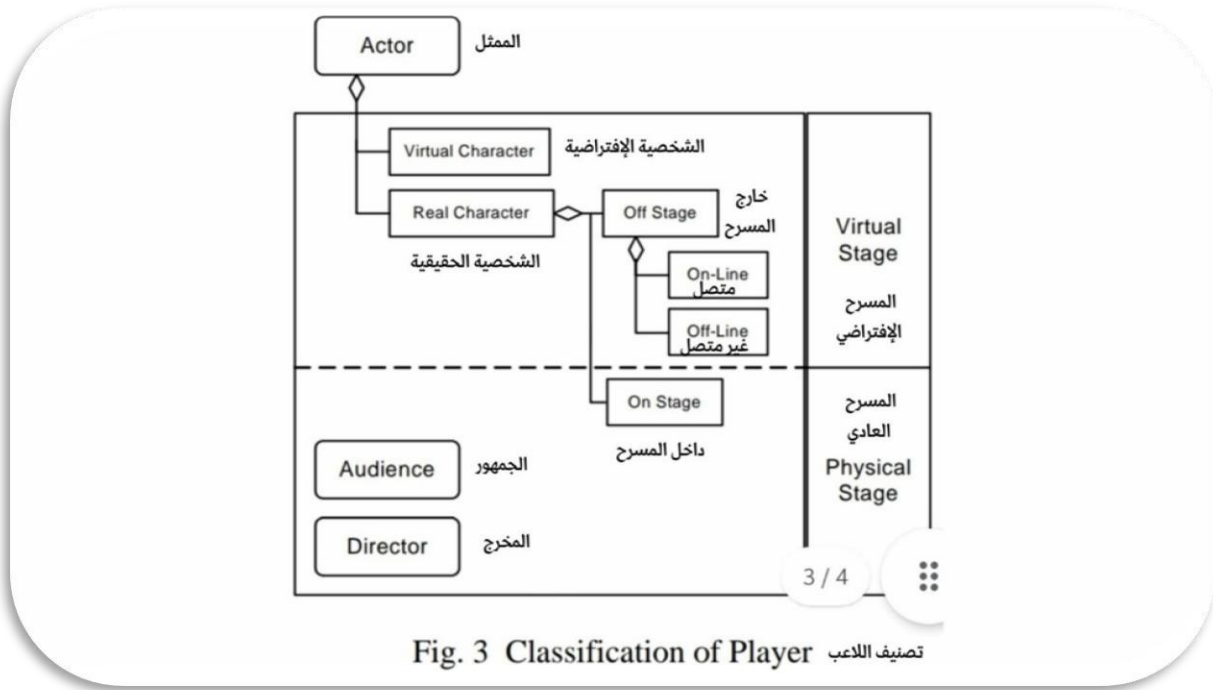 Actor
الممثل
Virtual Character
الشخصية الإفتراضية
Real Character
الشخصية الحقيقية
Off Stage
خارج
المسرح
On-Line
متصل
Off-Line
غير متصل
Virtual
Stage
المسرح
الإفتراضي
On Stage
داخل المسرح
المسرح
العادي
Physical
Stage
Audience
الجمهور
Director
المخرج
3 / 4
Fig. 3 Classification of Player تصنيف اللاعب